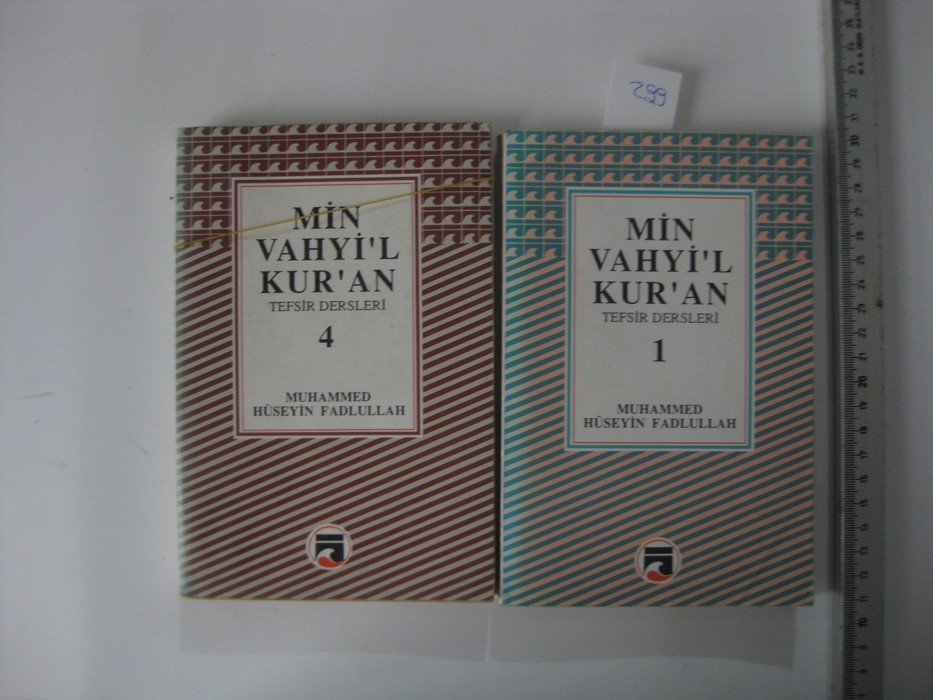 299
MİN
VAHYİ'L
KUR'AN
TEFSİR DERSLERİ
4
MUHAMMED
HÜSEYİN FADLULLAH
MİN
VAHYİ'L
KUR'AN
TEFSİR DERSLERİ
1
MUHAMMED
HÜSEYİN FADLULLAH